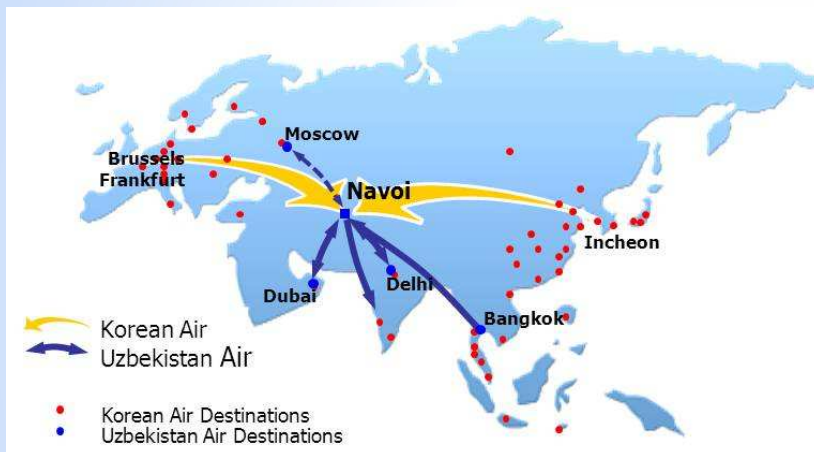 Moscow
Brussels
Frankfurt
Navoi
Incheon
Dubai
Delhi
Bangkok
Korean Air
Uzbekistan Air
Korean Air Destinations
Uzbekistan Air Destinations